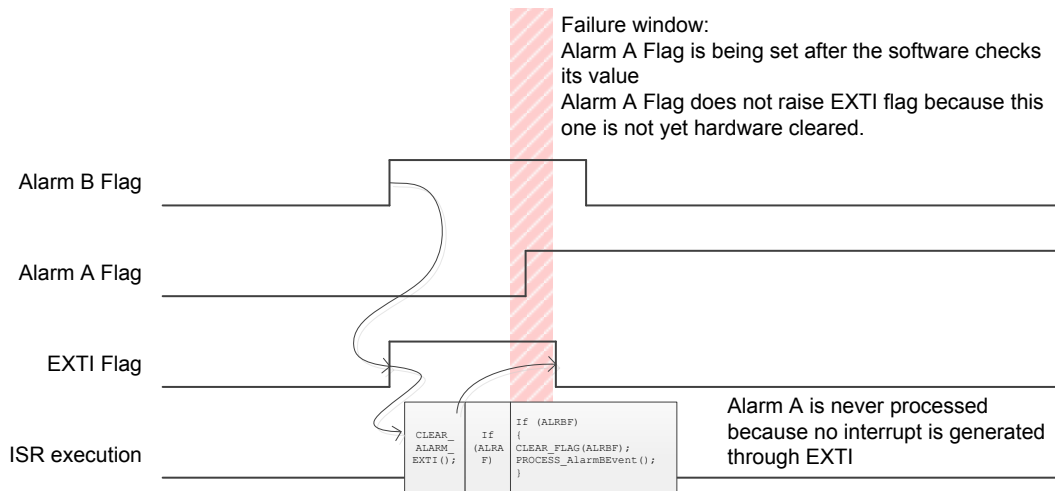 Failure window:
Alarm A Flag is being set after the software checks
its value
Alarm A Flag does not raise EXTI flag because this
one is not yet hardware cleared.
Alarm B Flag
Alarm A Flag
EXTI Flag
ISR execution
CLEAR_
ALARM_
EXTI();
If
(ALRA
F)
If (ALRBF)
{
CLEAR_FLAG(ALRBF);
PROCESS_AlarmBEvent();
}
Alarm A is never processed
because no interrupt is generated
through EXTI